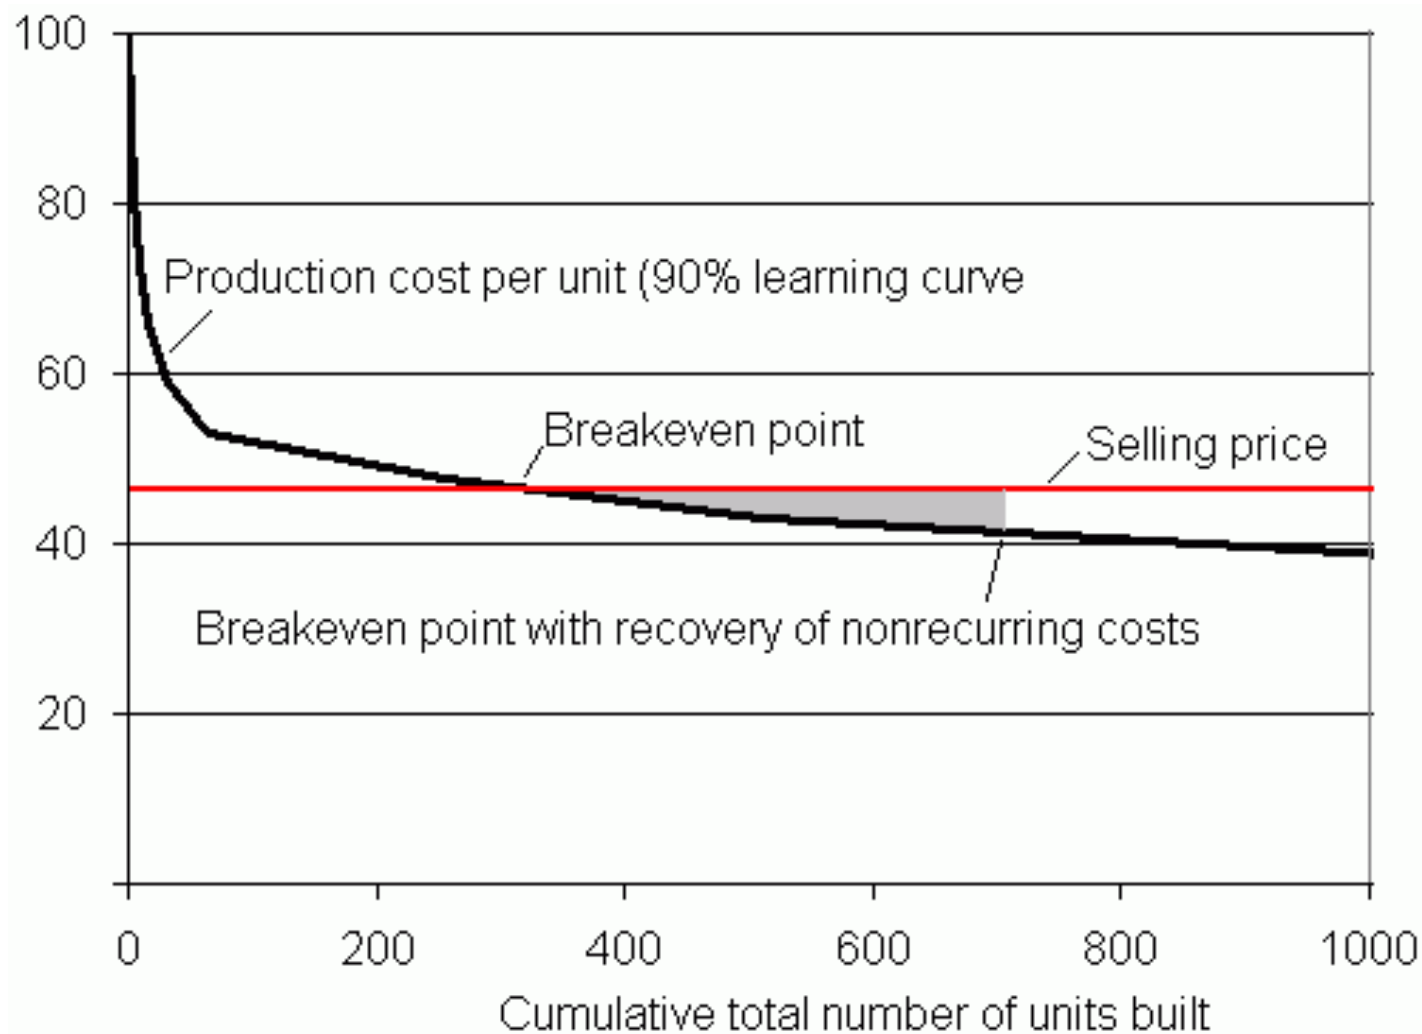 100
80
Production cost per unit (90% learning curve
60
Breakeven point
Selling price
40
Breakeven point with recovery of nonrecurring costs
20
0 200 400 600 800 1000
Cumulative total number of units built